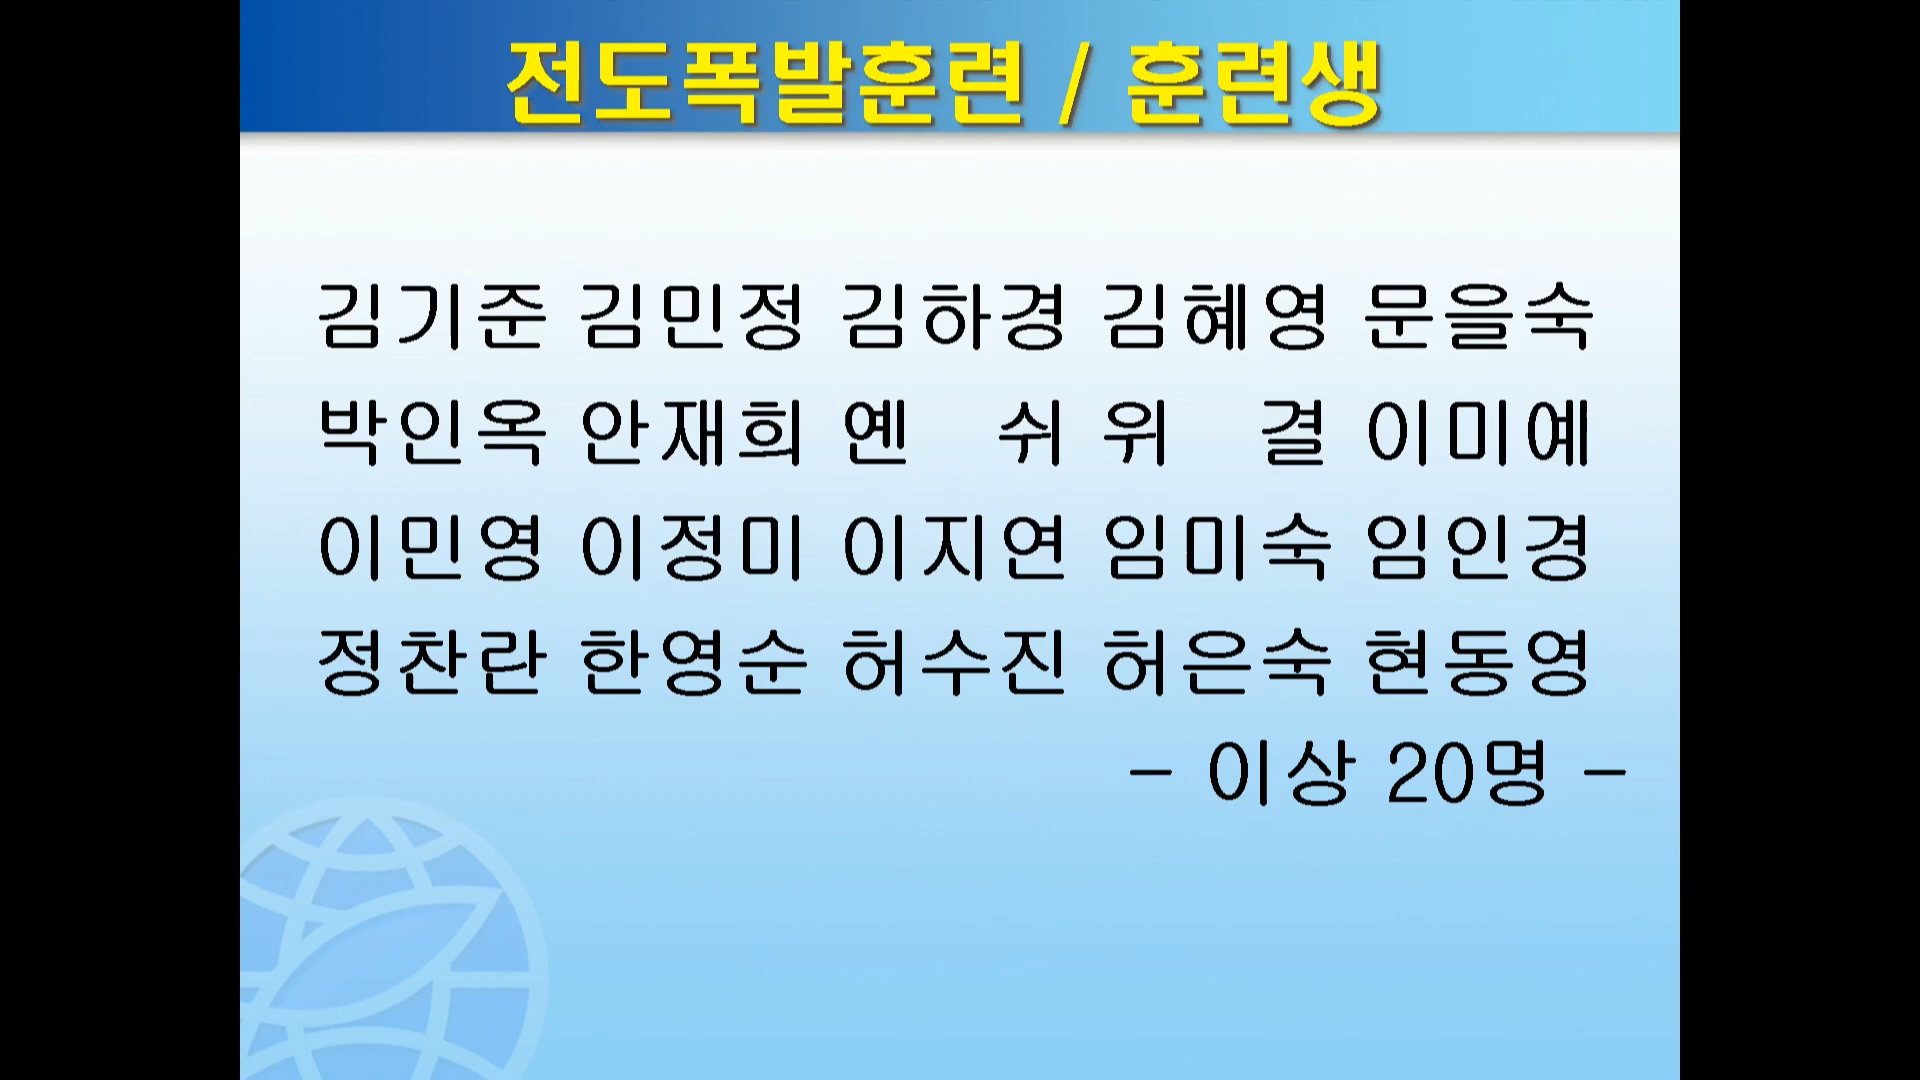 전도폭발훈련 / 훈련생
김기준 김민정 김하경 김혜영 문을숙
박인옥 안재희 옌 쉬 위 결 이미예
이민영 이정미 이지연 임미숙 임인경
정찬란 한영순 허수진 허은숙 현동영
- 이상 20명 -